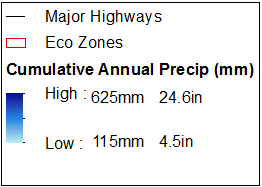 Major Highways
Eco Zones
Cumulative Annual Precip (mm)
High : 625mm 24.6in
Low : 115mm 4.5in